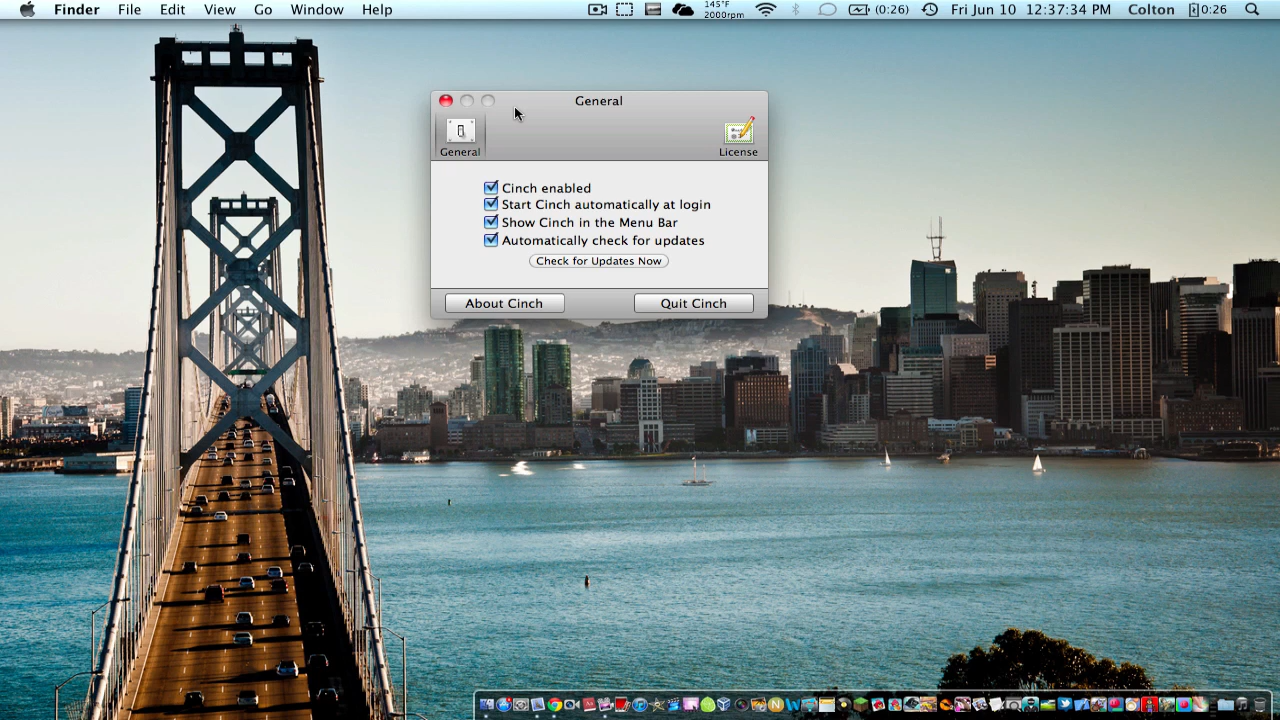 Finder File Edit View Go Window Help 145°F 2000rpm (0:26) Fri Jun 10 12:37:34 PM Colton 0:26
General
General License
Cinch enabled
Start Cinch automatically at login
Show Cinch in the Menu Bar
Automatically check for updates
Check for Updates Now
About Cinch Quit Cinch